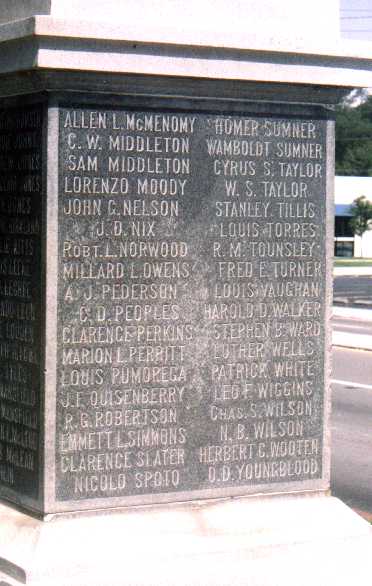 ALLEN L. McMENOMY
C. W. MIDDLETON
SAM MIDDLETON
LORENZO MOODY
JOHN G. NELSON
J. D. NIX
ROBT. L. NORWOOD
MILLARD L. OWENS
A. J. PEDERSON
C. D. PEOPLES
CLARENCE PERKINS
MARION L. PERRITT
LOUIS PUMOREGA
J. F. QUISENBERRY
R. G. ROBERTSON
EMMETT L. SIMMONS
CLARENCE SLATER
NICOLO SPOTO
HOMER SUMNER
WAMBOLDT SUMNER
CYRUS S. TAYLOR
W. S. TAYLOR
STANLEY TILLIS
LOUIS TORRES
R. M. TOUNSLEY
FRED E. TURNER
LOUIS VAUGHAN
HAROLD D. WALKER
STEPHEN B. WARD
LUTHER WELLS
PATRICK WHITE
LEO F. WIGGINS
CHAS. S. WILSON
N. B. WILSON
HERBERT C. WOOTEN
O. D. YOUNGBLOOD